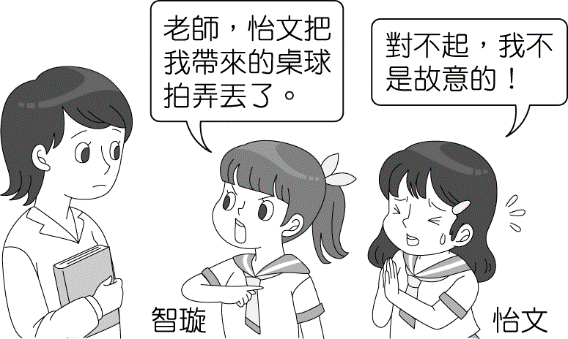 老師，怡文把
我帶來的桌球
拍弄丟了。
對不起，我不
是故意的！
智璇
怡文